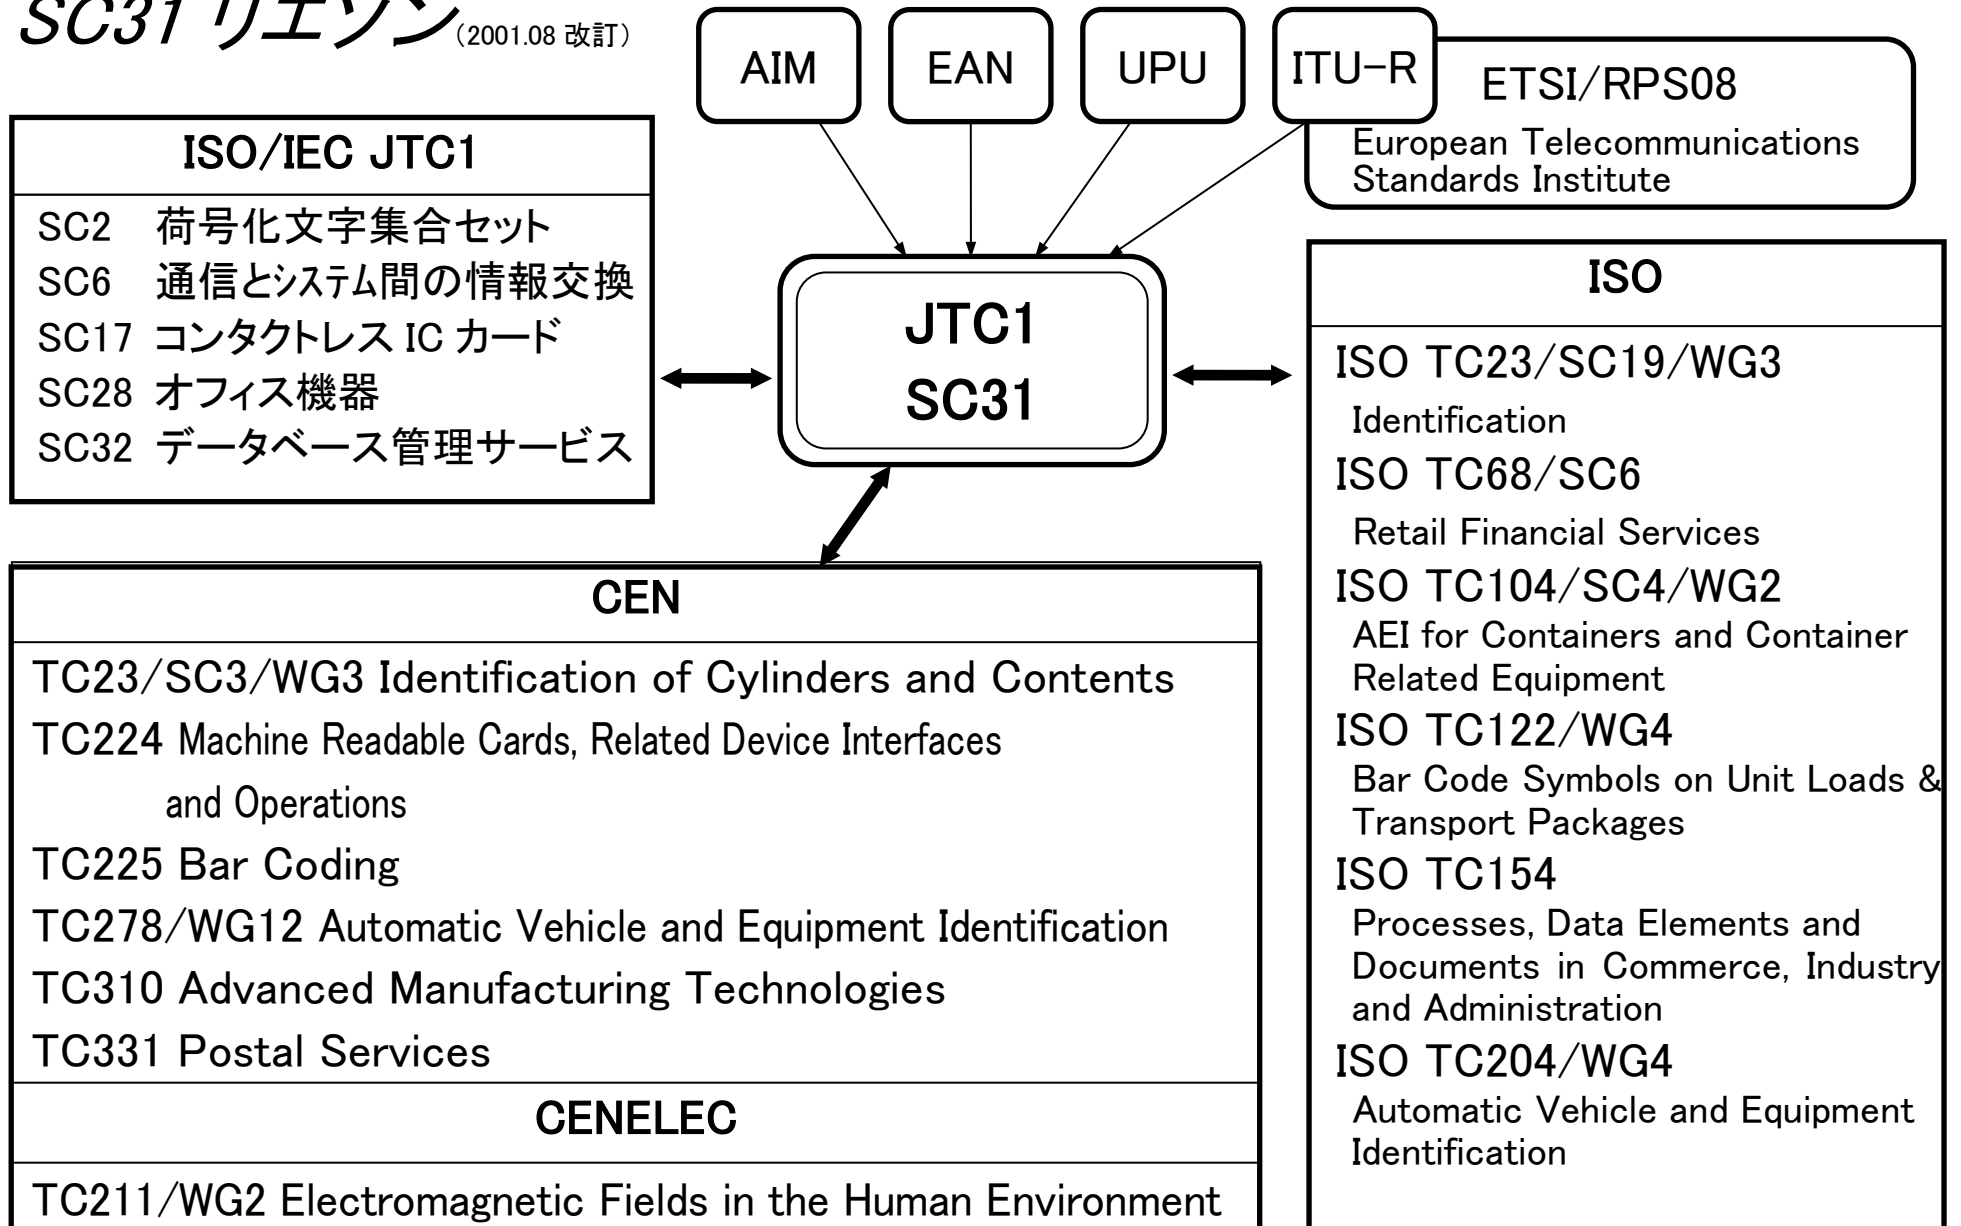 SC31 リエゾン（2001.08 改訂）
AIM
EAN
UPU
ITU-R
ETSI/RPS08
European Telecommunications
Standards Institute
ISO/IEC JTC1
SC2 荷号化文字集合セット
SC6 通信とシステム間の情報交換
SC17 コンタクトレス IC カード
SC28 オフィス機器
SC32 データベース管理サービス
JTC1
SC31
ISO
ISO TC23/SC19/WG3
Identification
ISO TC68/SC6
Retail Financial Services
ISO TC104/SC4/WG2
AEI for Containers and Container
Related Equipment
ISO TC122/WG4
Bar Code Symbols on Unit Loads &
Transport Packages
ISO TC154
Processes, Data Elements and
Documents in Commerce, Industry
and Administration
ISO TC204/WG4
Automatic Vehicle and Equipment
Identification
CEN
TC23/SC3/WG3 Identification of Cylinders and Contents
TC224 Machine Readable Cards, Related Device Interfaces
and Operations
TC225 Bar Coding
TC278/WG12 Automatic Vehicle and Equipment Identification
TC310 Advanced Manufacturing Technologies
TC331 Postal Services
CENELEC
TC211/WG2 Electromagnetic Fields in the Human Environment